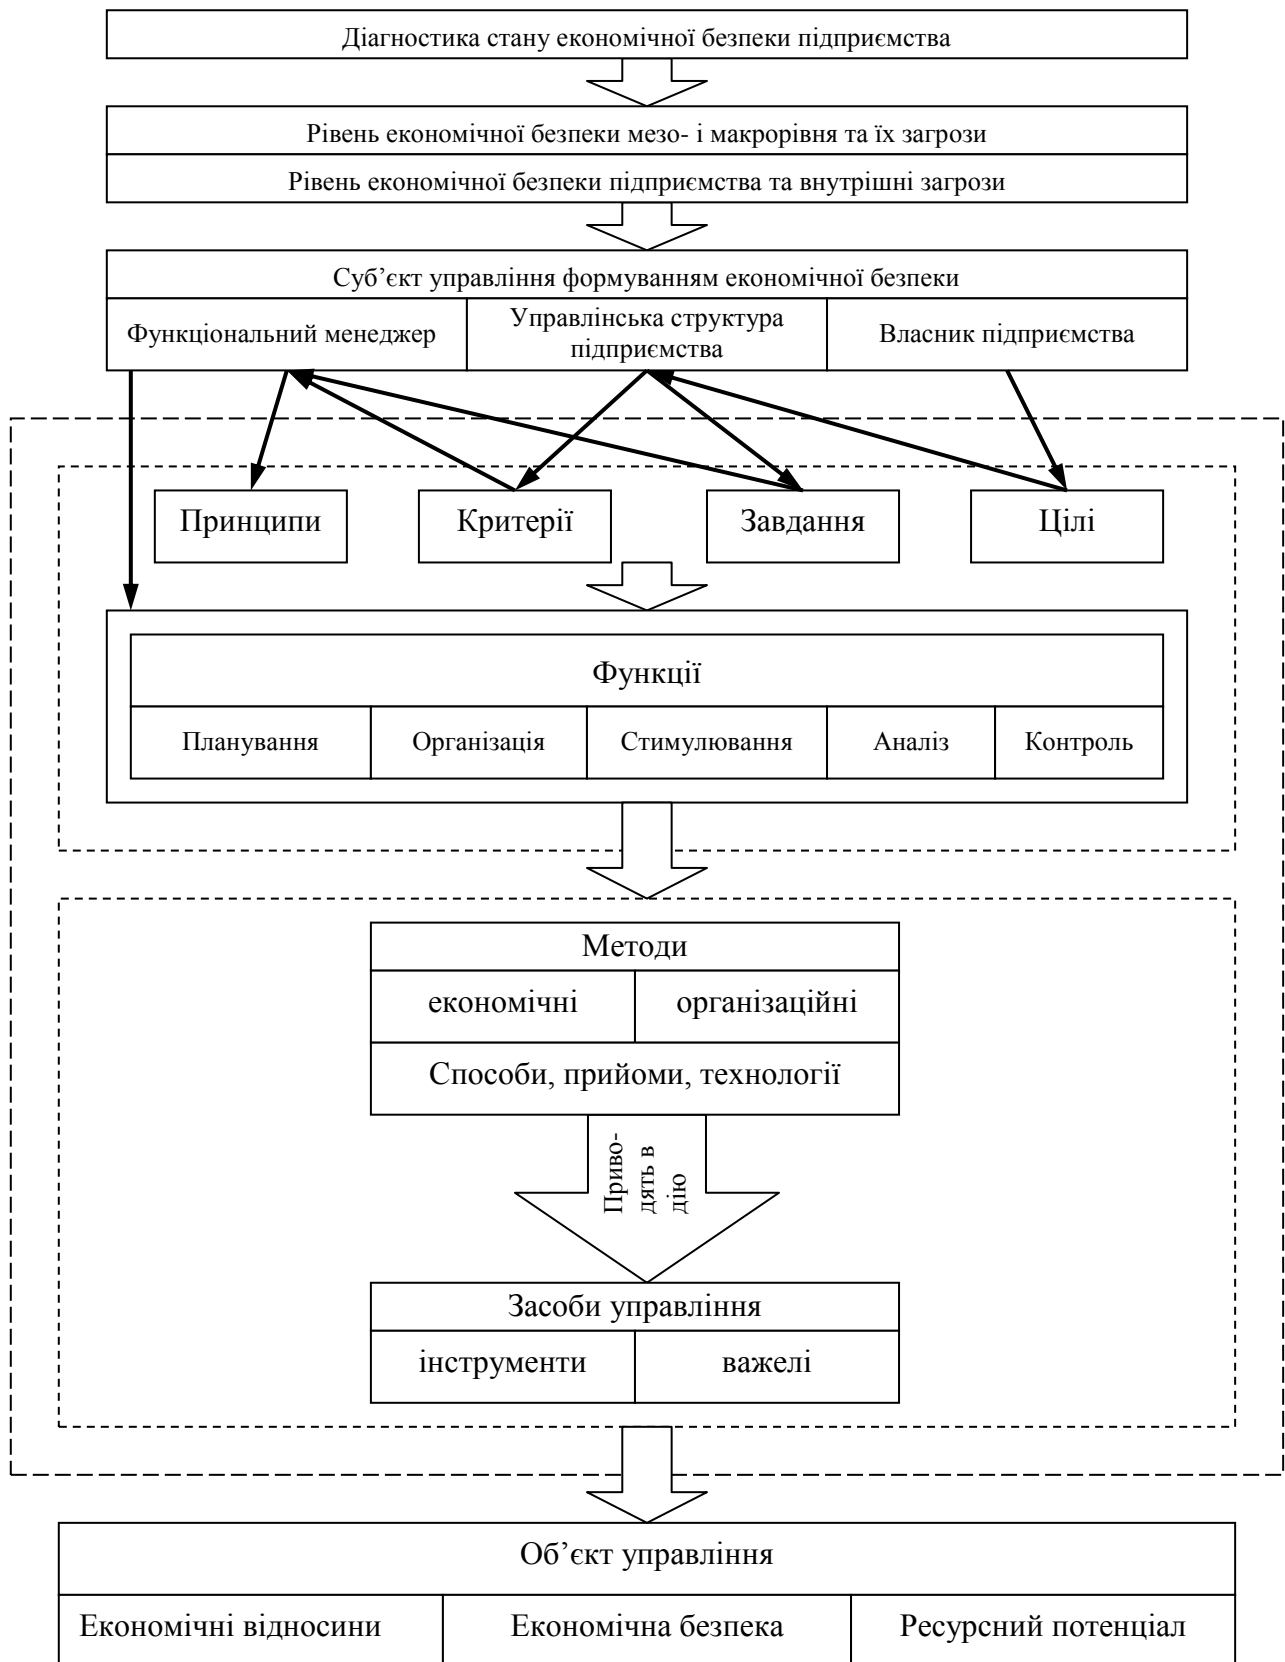 Діагностика стану економічної безпеки підприємства
Рівень економічної безпеки мезо- і макрорівня та їх загрози
Рівень економічної безпеки підприємства та внутрішні загрози
Суб’єкт управління формуванням економічної безпеки
Функціональний менеджер
Управлінська структура
підприємства
Власник підприємства
Принципи
Критерії
Завдання
Цілі
Функції
Планування
Організація
Стимулювання
Аналіз
Контроль
Методи
економічні
організаційні
Способи, прийоми, технології
Приво-
дять в
дію
Засоби управління
інструменти
важелі
Об’єкт управління
Економічні відносини
Економічна безпека
Ресурсний потенціал